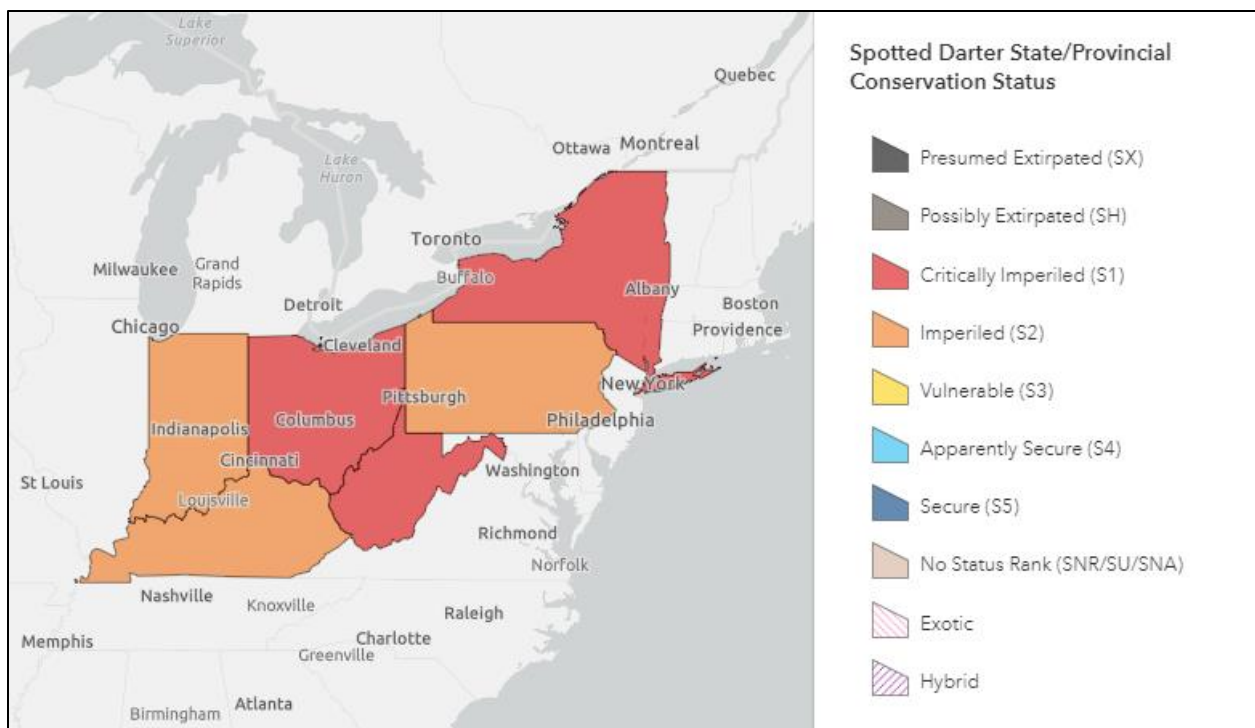 Lake
Superior
Quebec
Ottawa
Montreal
Lake
Huron
Toronto
Milwaukee
Grand
Rapids
Buffalo
Albany
Detroit
Boston
Chicago
Providence
Cleveland
New York
Pittsburgh
Indianapolis
Columbus
Philadelphia
Cincinnati
Washington
St Louis
Louisville
Richmond
Norfolk
Nashville
Knoxville
Raleigh
Memphis
Charlotte
Greenville
Atlanta
Birmingham
Spotted Darter State/Provincial
Conservation Status
Presumed Extirpated (SX)
Possibly Extirpated (SH)
Critically Imperiled (S1)
Imperiled (S2)
Vulnerable (S3)
Apparently Secure (S4)
Secure (S5)
No Status Rank (SNR/SU/SNA)
Exotic
Hybrid